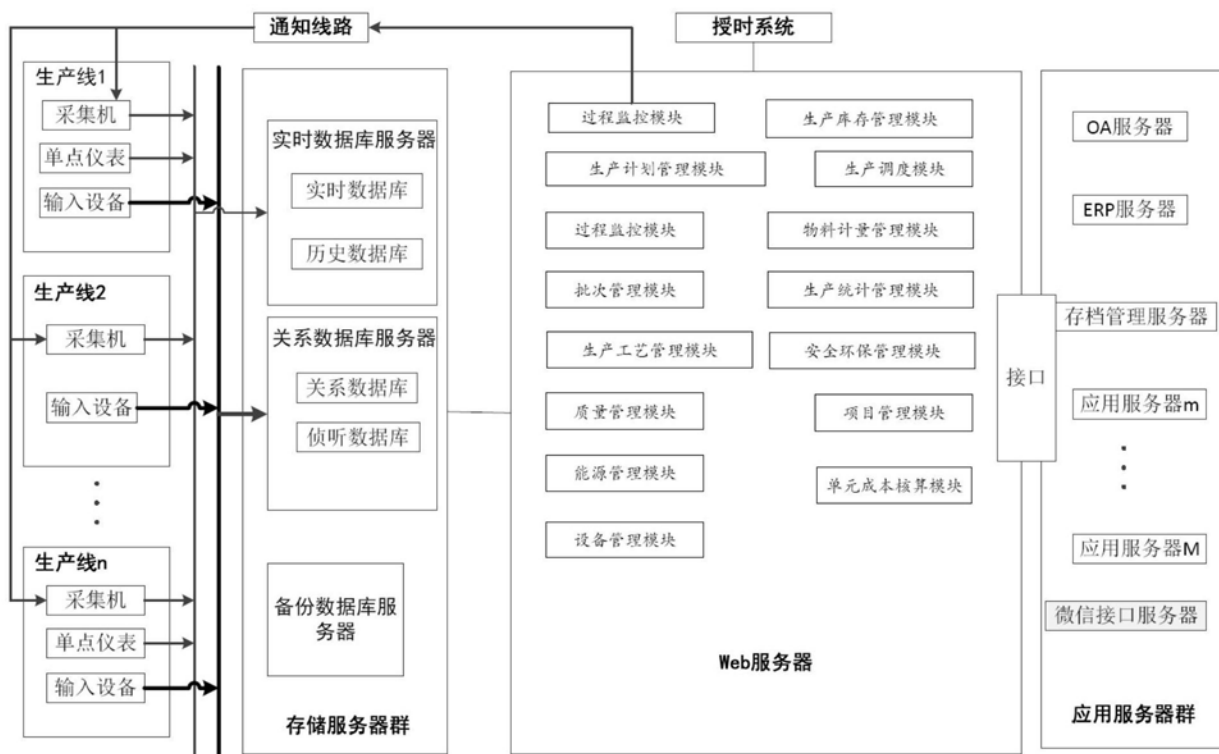 通知线路
授时系统
生产线1
采集机
单点仪表
输入设备
生产线2
采集机
输入设备
生产线n
采集机
单点仪表
输入设备
实时数据库服务器
实时数据库
历史数据库
关系数据库服务器
关系数据库
侦听数据库
备份数据库服
务器
存储服务器群
过程监控模块
生产库存管理模块
生产计划管理模块
生产调度模块
过程监控模块
物料计量管理模块
批次管理模块
生产统计管理模块
生产工艺管理模块
安全环保管理模块
质量管理模块
项目管理模块
能源管理模块
单元成本核算模块
设备管理模块
Web服务器
接口
OA服务器
ERP服务器
存档管理服务器
应用服务器m
应用服务器M
微信接口服务器
应用服务器群